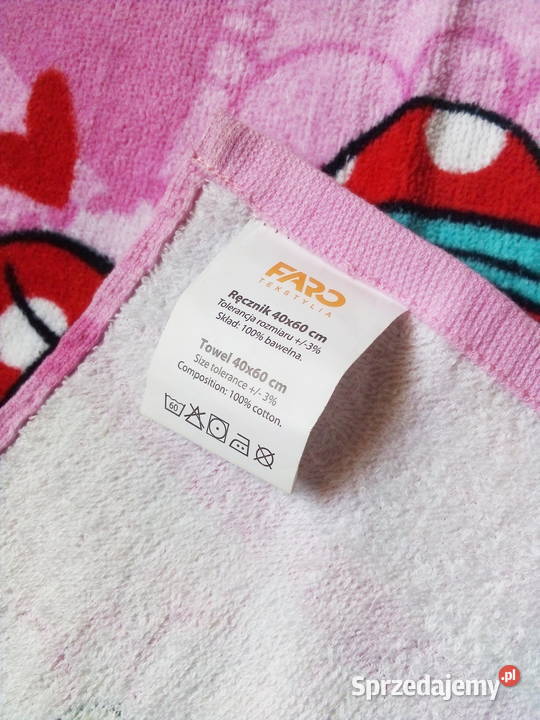 FARO
TEKSTYLIA
Ręcznik 40x60 cm
Tolerancja rozmiaru +/-3%
Skład: 100% bawełna.
Towel 40x60 cm
Size tolerance +/- 3%
Composition: 100% cotton.
60
Sprzedajemy.pl